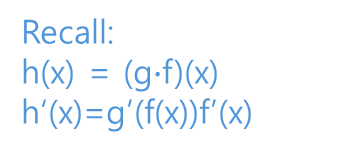 Recall:
h(x) = (g·f)(x)
h′(x)=g′(f(x))f′(x)